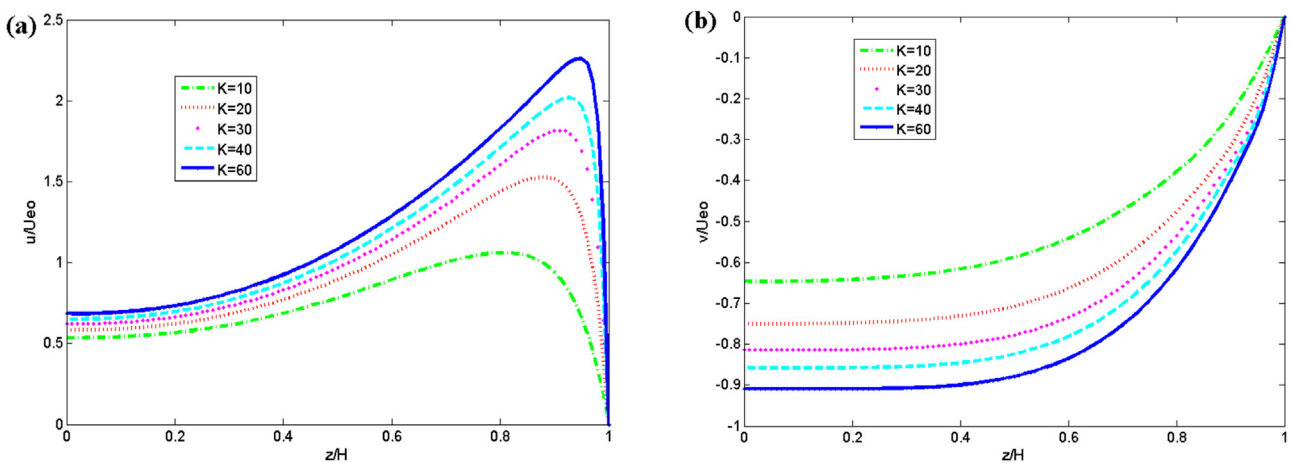 (a)
2.5
2
1.5
1
0.5
0
u/Ueo
K=10
K=20
K=30
K=40
K=60
0 0.2 0.4 0.6 0.8 1
z/H
(b)
0
-0.1
-0.2
-0.3
-0.4
-0.5
-0.6
-0.7
-0.8
-0.9
-1
v/Ueo
K=10
K=20
K=30
K=40
K=60
0 0.2 0.4 0.6 0.8 1
z/H